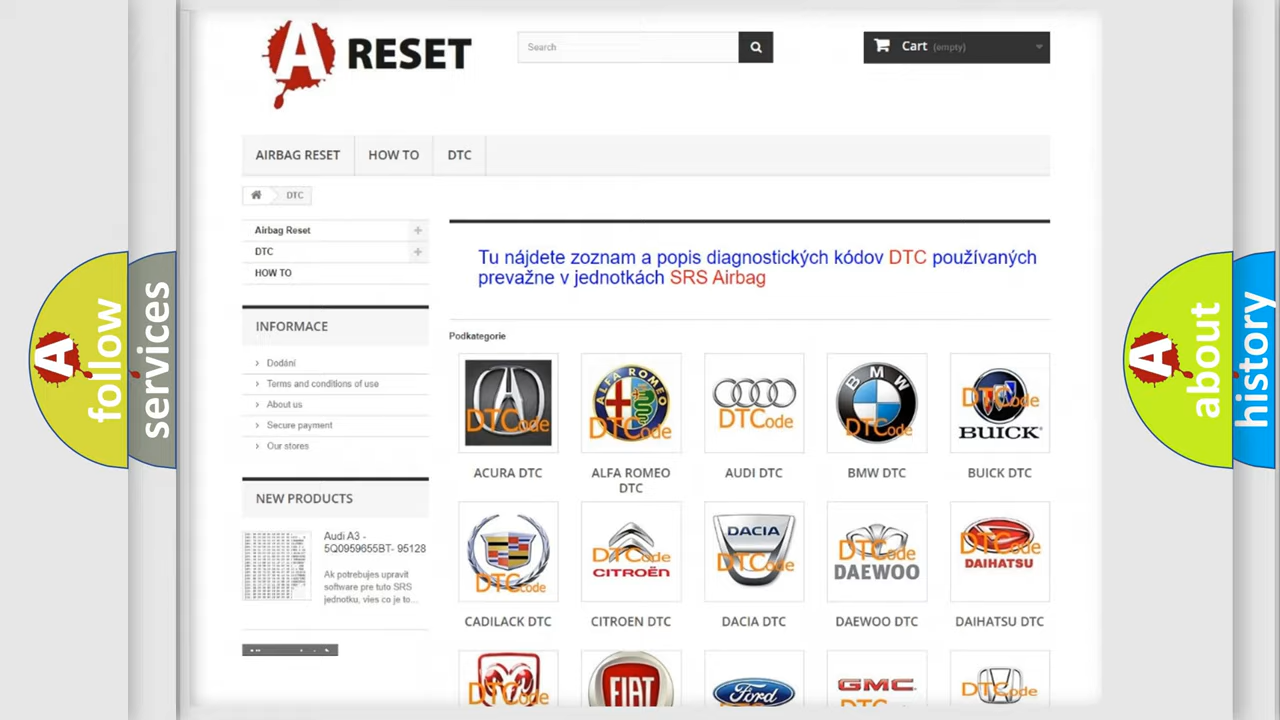 A RESET
Search
Cart (empty)
AIRBAG RESET
HOW TO
DTC
DTC
Airbag Reset
DTC
HOW TO
INFORMACE
Dodání
Terms and conditions of use
About us
Secure payment
Our stores
NEW PRODUCTS
Audi A3 -
5Q0959655BT- 95128
Ak potrebujes upravit
software pre tuto SRS
jednotku, vies co je to...
Tu nájdete zoznam a popis diagnostických kódov DTC používaných
prevažne v jednotkách SRS Airbag
Podkategorie
DTCode
ALFA ROMEO
DTCode
DTCode
BMW
DTCode
DTCode
BUICK
ACURA DTC
ALFA ROMEO
DTC
AUDI DTC
BMW DTC
BUICK DTC
DTCode
DTCode
CITROËN
DACIA
DTCode
DTCode
DAEWOO
DTCode
DAIHATSU
CADILACK DTC
CITROEN DTC
DACIA DTC
DAEWOO DTC
DAIHATSU DTC
DTCode
FIAT
Ford
GMC
DTCode
A follow
services
A about
history